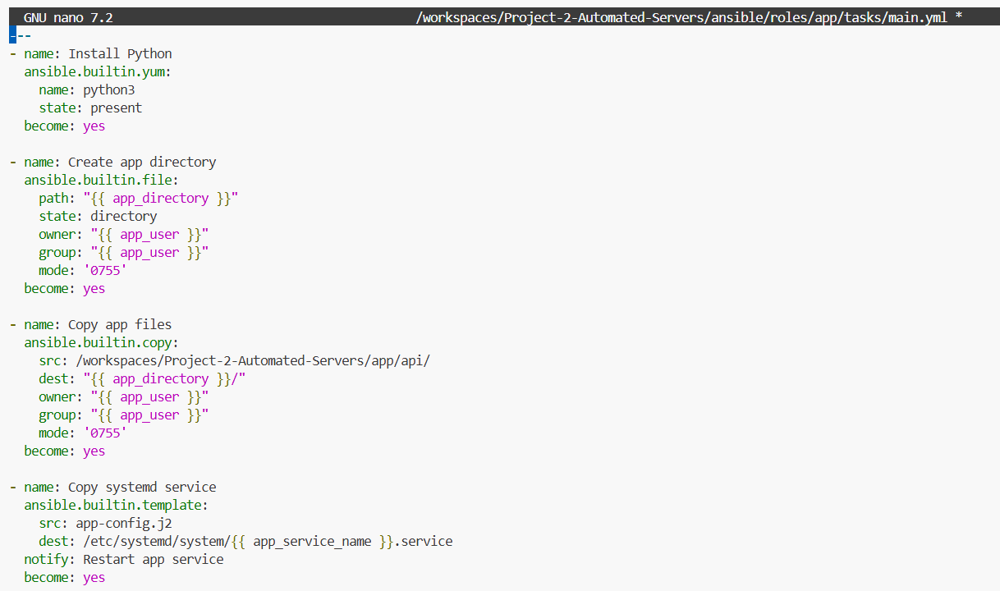 GNU nano 7.2 /workspaces/Project-2-Automated-Servers/ansible/roles/app/tasks/main.yml *
---
- name: Install Python
  ansible.builtin.yum:
    name: python3
    state: present
  become: yes

- name: Create app directory
  ansible.builtin.file:
    path: "{{ app_directory }}"
    state: directory
    owner: "{{ app_user }}"
    group: "{{ app_user }}"
    mode: '0755'
  become: yes

- name: Copy app files
  ansible.builtin.copy:
    src: /workspaces/Project-2-Automated-Servers/app/api/
    dest: "{{ app_directory }}/"
    owner: "{{ app_user }}"
    group: "{{ app_user }}"
    mode: '0755'
  become: yes

- name: Copy systemd service
  ansible.builtin.template:
    src: app-config.j2
    dest: /etc/systemd/system/{{ app_service_name }}.service
  notify: Restart app service
  become: yes